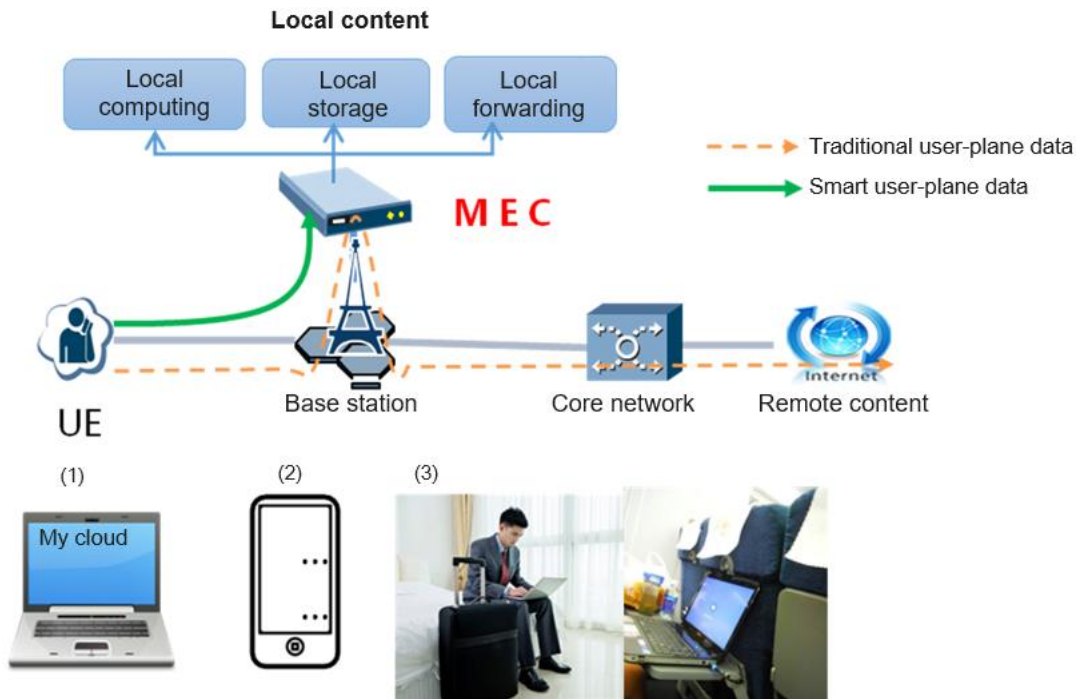 Local content
Local
computing
Local
storage
Local
forwarding
Traditional user-plane data
Smart user-plane data
M E C
Internet
Base station
Core network
Remote content
UE
(1)
(2)
(3)
My cloud